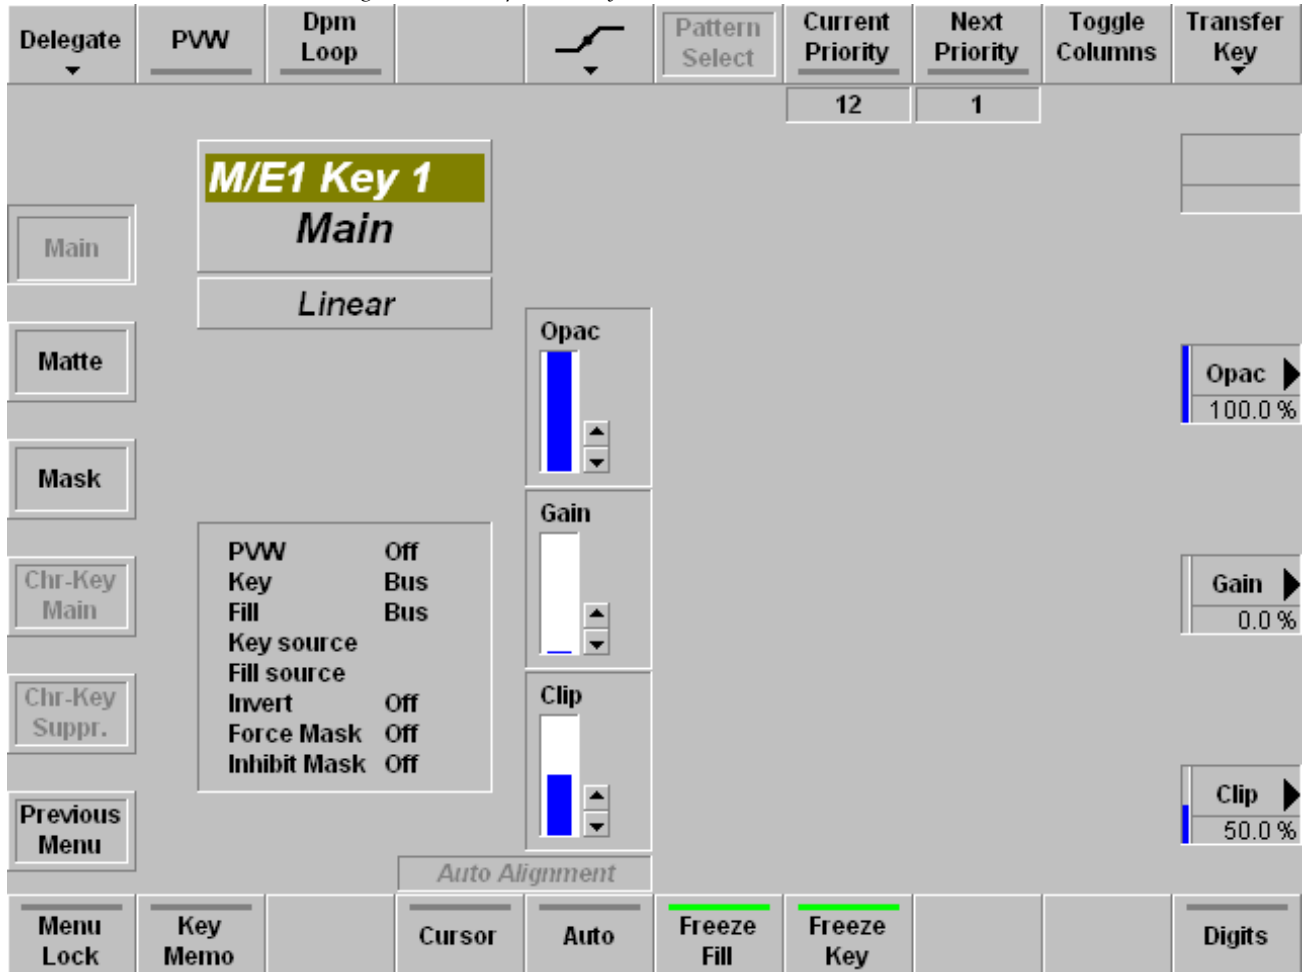 Delegate
PVW
Dpm
Loop
Pattern
Select
Current
Priority
Next
Priority
Toggle
Columns
Transfer
Key
12
1
M/E1 Key 1
Main
Linear
Main
Matte
Mask
Chr-Key
Main
Chr-Key
Suppr.
Previous
Menu
Opac
Gain
Clip
PVW Off
Key Bus
Fill Bus
Key source
Fill source
Invert Off
Force Mask Off
Inhibit Mask Off
Opac
100.0 %
Gain
0.0 %
Clip
50.0 %
Auto Alignment
Menu
Lock
Key
Memo
Cursor
Auto
Freeze
Fill
Freeze
Key
Digits